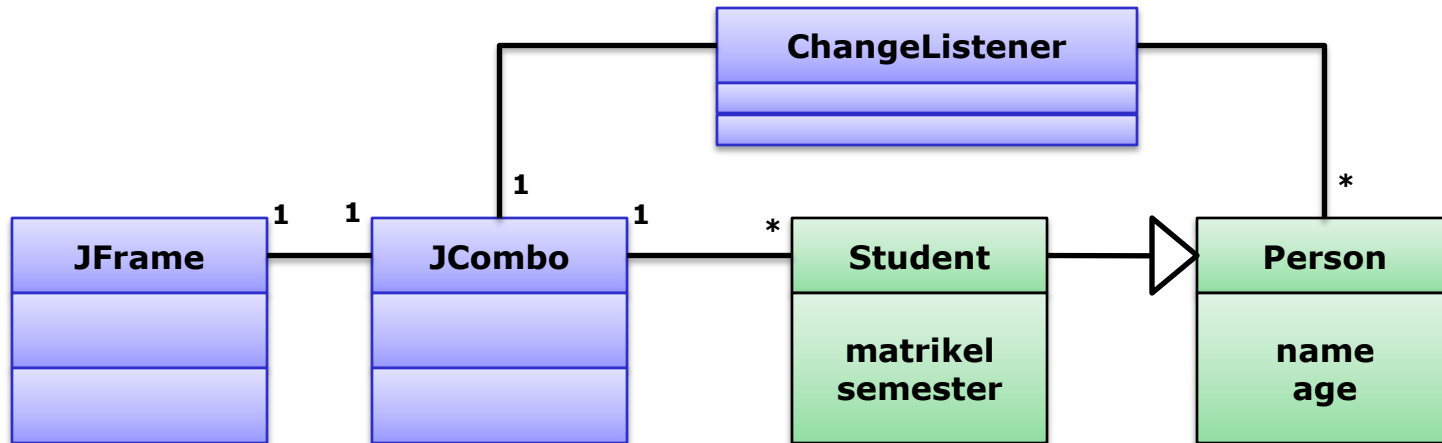 ChangeListener
1
*
1
1
1
*
JFrame
JCombo
Student
Person
matrikel
semester
name
age